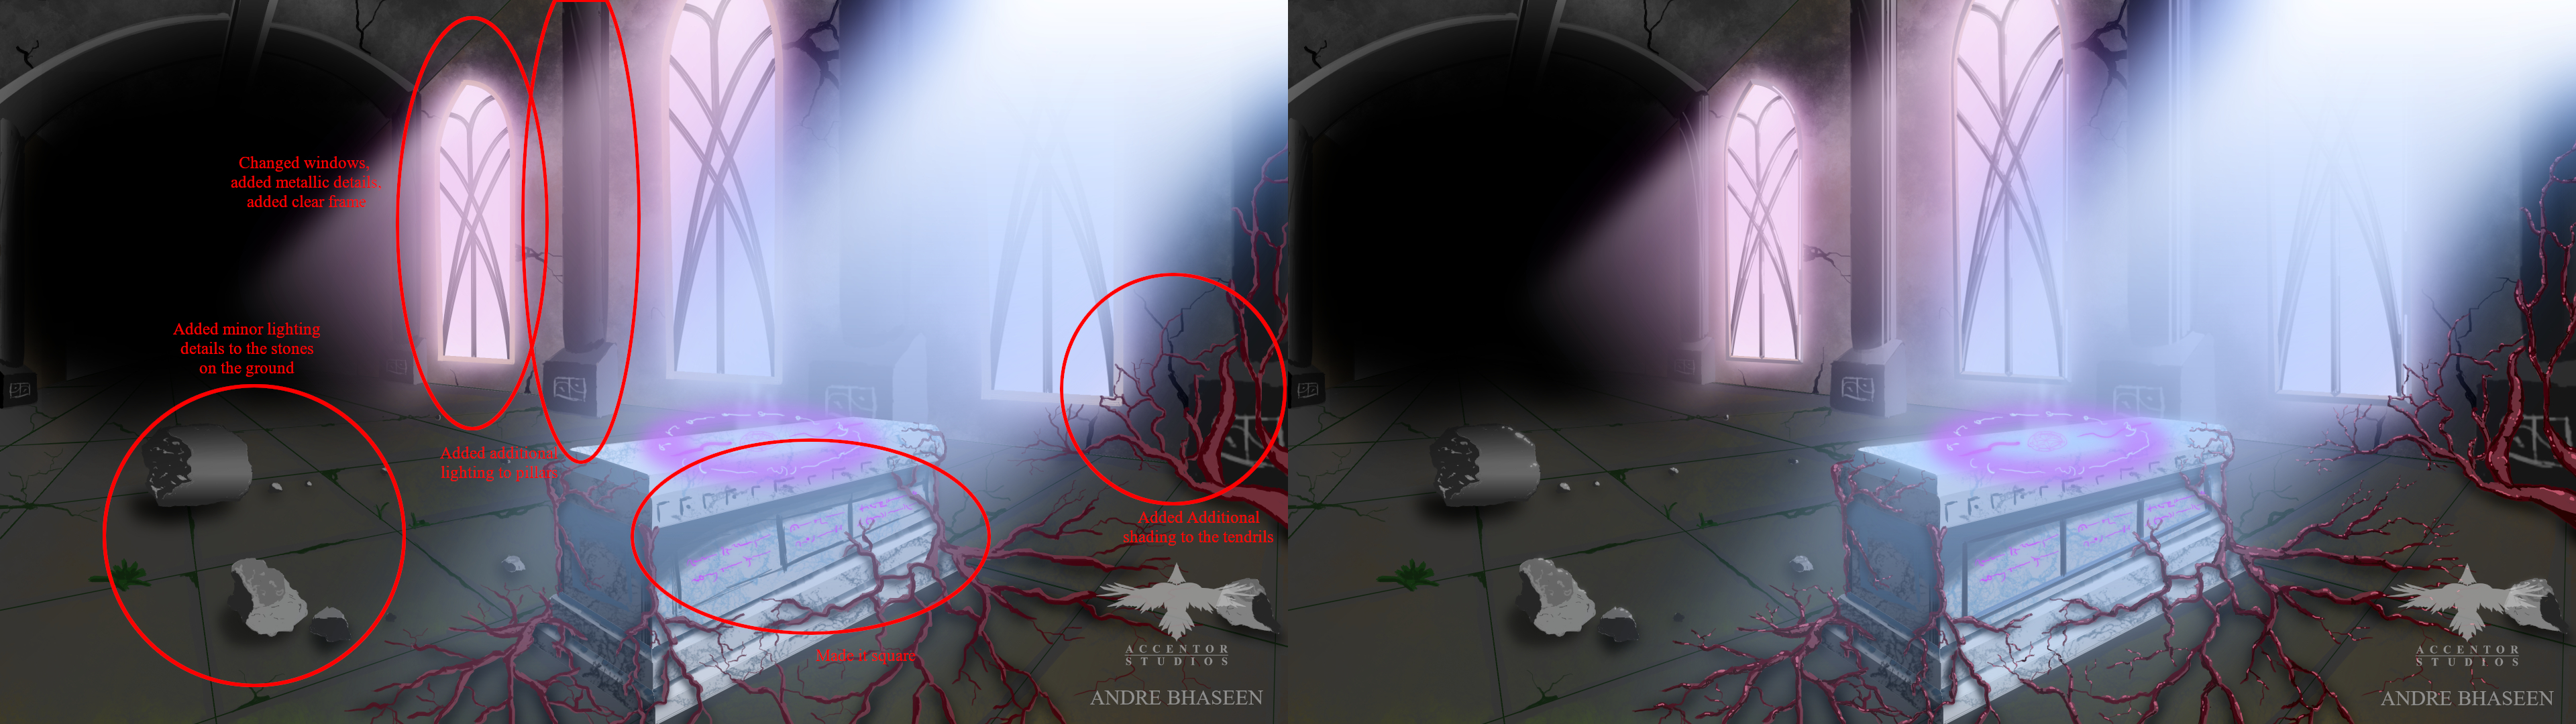 Changed windows,
added metallic details,
added clear frame
Added minor lighting
details to the stones
on the ground
Added additional
lighting to pillars
Added Additional
shading to the tendrils
Made it square
ACCENTOR
STUDIOS
ANDRE BHASEEN
ACCENTOR
STUDIOS
ANDRE BHASEEN